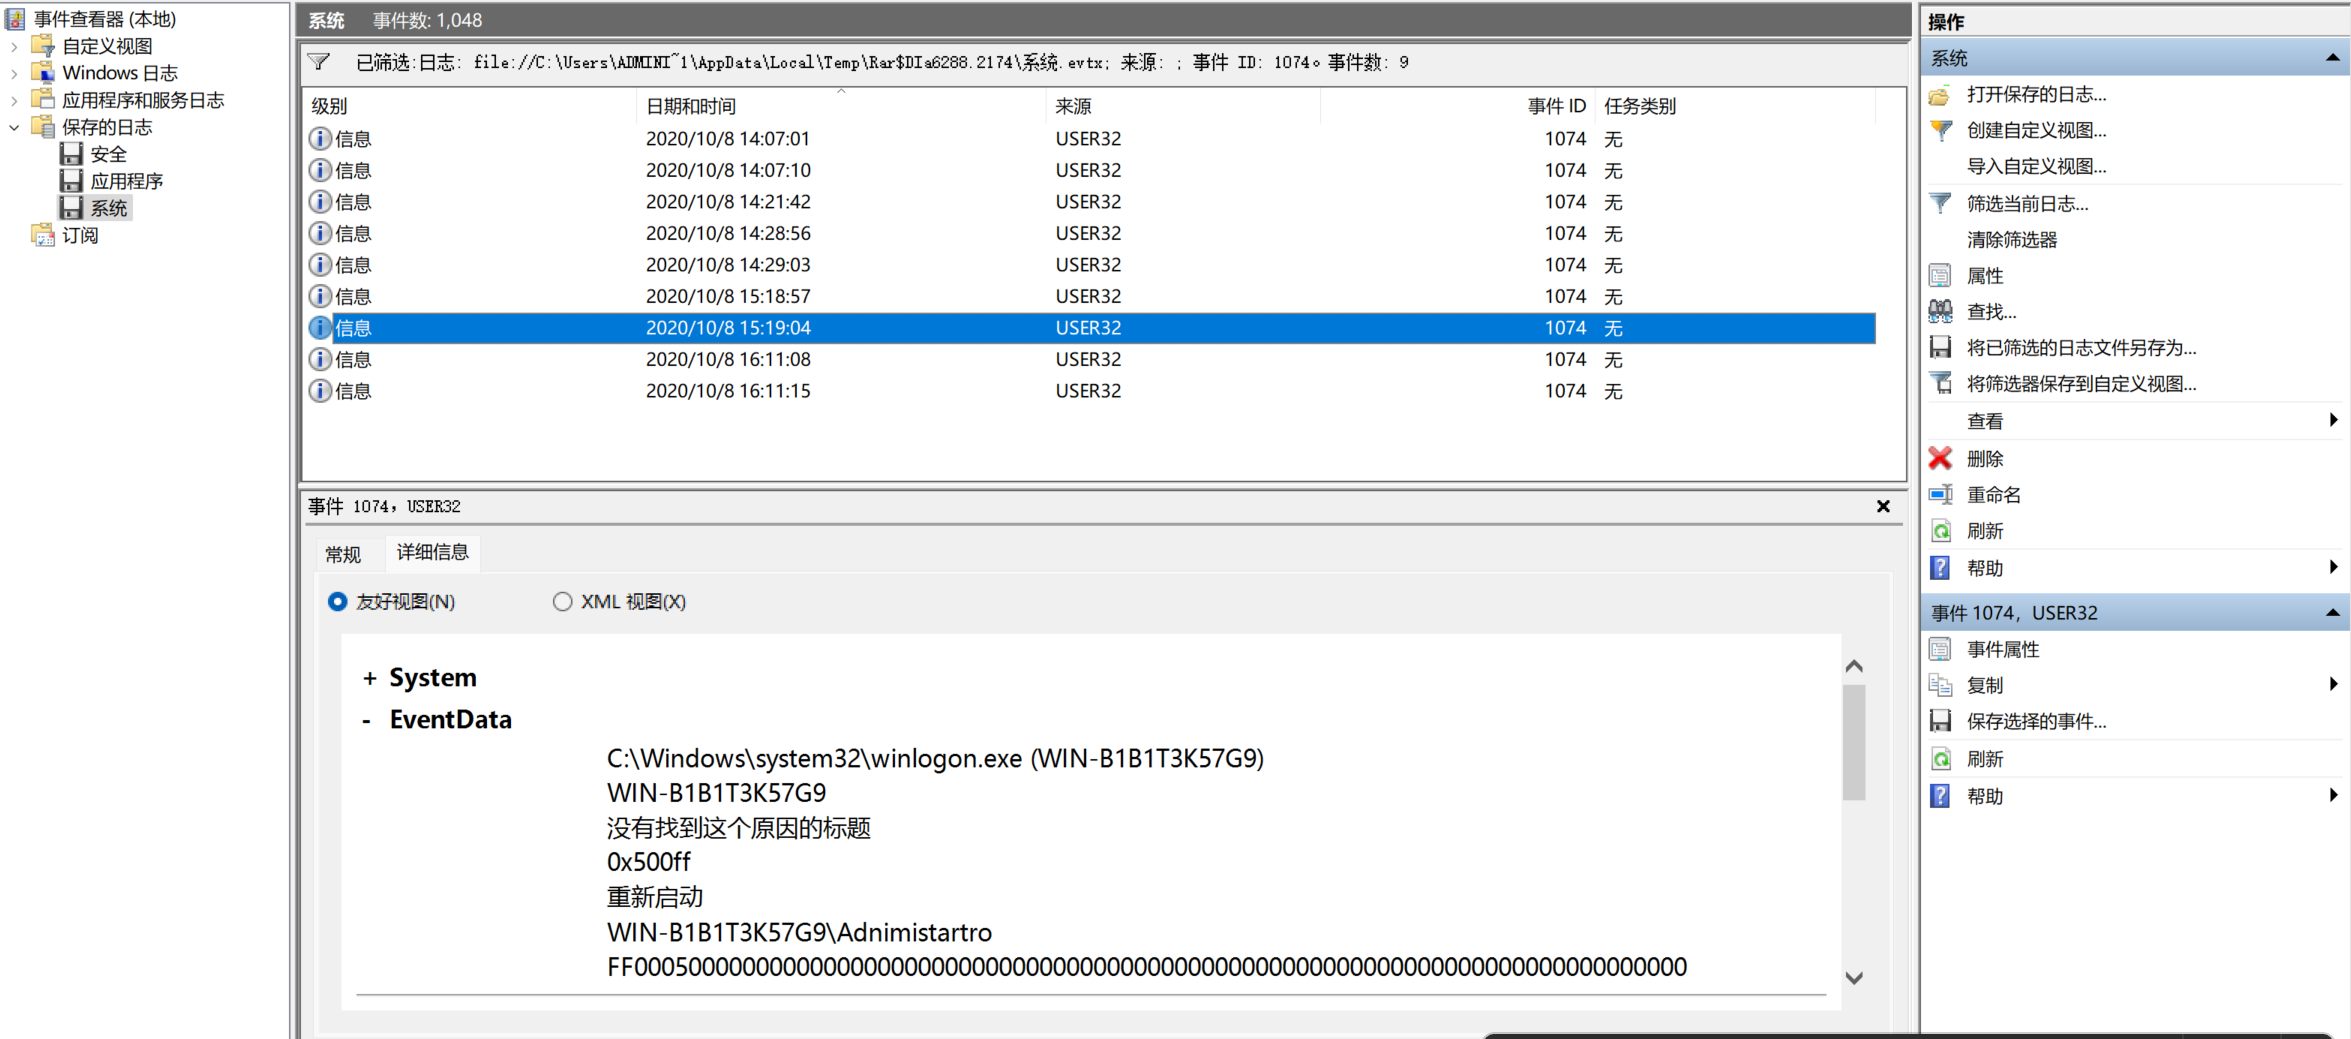 事件查看器 (本地)
自定义视图
Windows 日志
应用程序和服务日志
保存的日志
安全
应用程序
系统
订阅
系统 事件数: 1,048
已筛选:日志: file://C:\Users\ADMINI~1\AppData\Local\Temp\Rar$DIa6288.2174\系统.evtx; 来源: ; 事件 ID: 1074。事件数: 9
级别 日期和时间 来源 事件 ID 任务类别
信息 2020/10/8 14:07:01 USER32 1074 无
信息 2020/10/8 14:07:10 USER32 1074 无
信息 2020/10/8 14:21:42 USER32 1074 无
信息 2020/10/8 14:28:56 USER32 1074 无
信息 2020/10/8 14:29:03 USER32 1074 无
信息 2020/10/8 15:18:57 USER32 1074 无
信息 2020/10/8 15:19:04 USER32 1074 无
信息 2020/10/8 16:11:08 USER32 1074 无
信息 2020/10/8 16:11:15 USER32 1074 无
事件 1074，USER32
常规 详细信息
友好视图(N) XML 视图(X)
+ System
- EventData
C:\Windows\system32\winlogon.exe (WIN-B1B1T3K57G9)
WIN-B1B1T3K57G9
没有找到这个原因的标题
0x500ff
重新启动
WIN-B1B1T3K57G9\Adnimistartro
操作
系统
打开保存的日志...
创建自定义视图...
导入自定义视图...
筛选当前日志...
清除筛选器
属性
查找...
将已筛选的日志文件另存为...
将筛选器保存到自定义视图...
查看
删除
重命名
刷新
帮助
事件 1074，USER32
事件属性
复制
保存选择的事件...
刷新
帮助